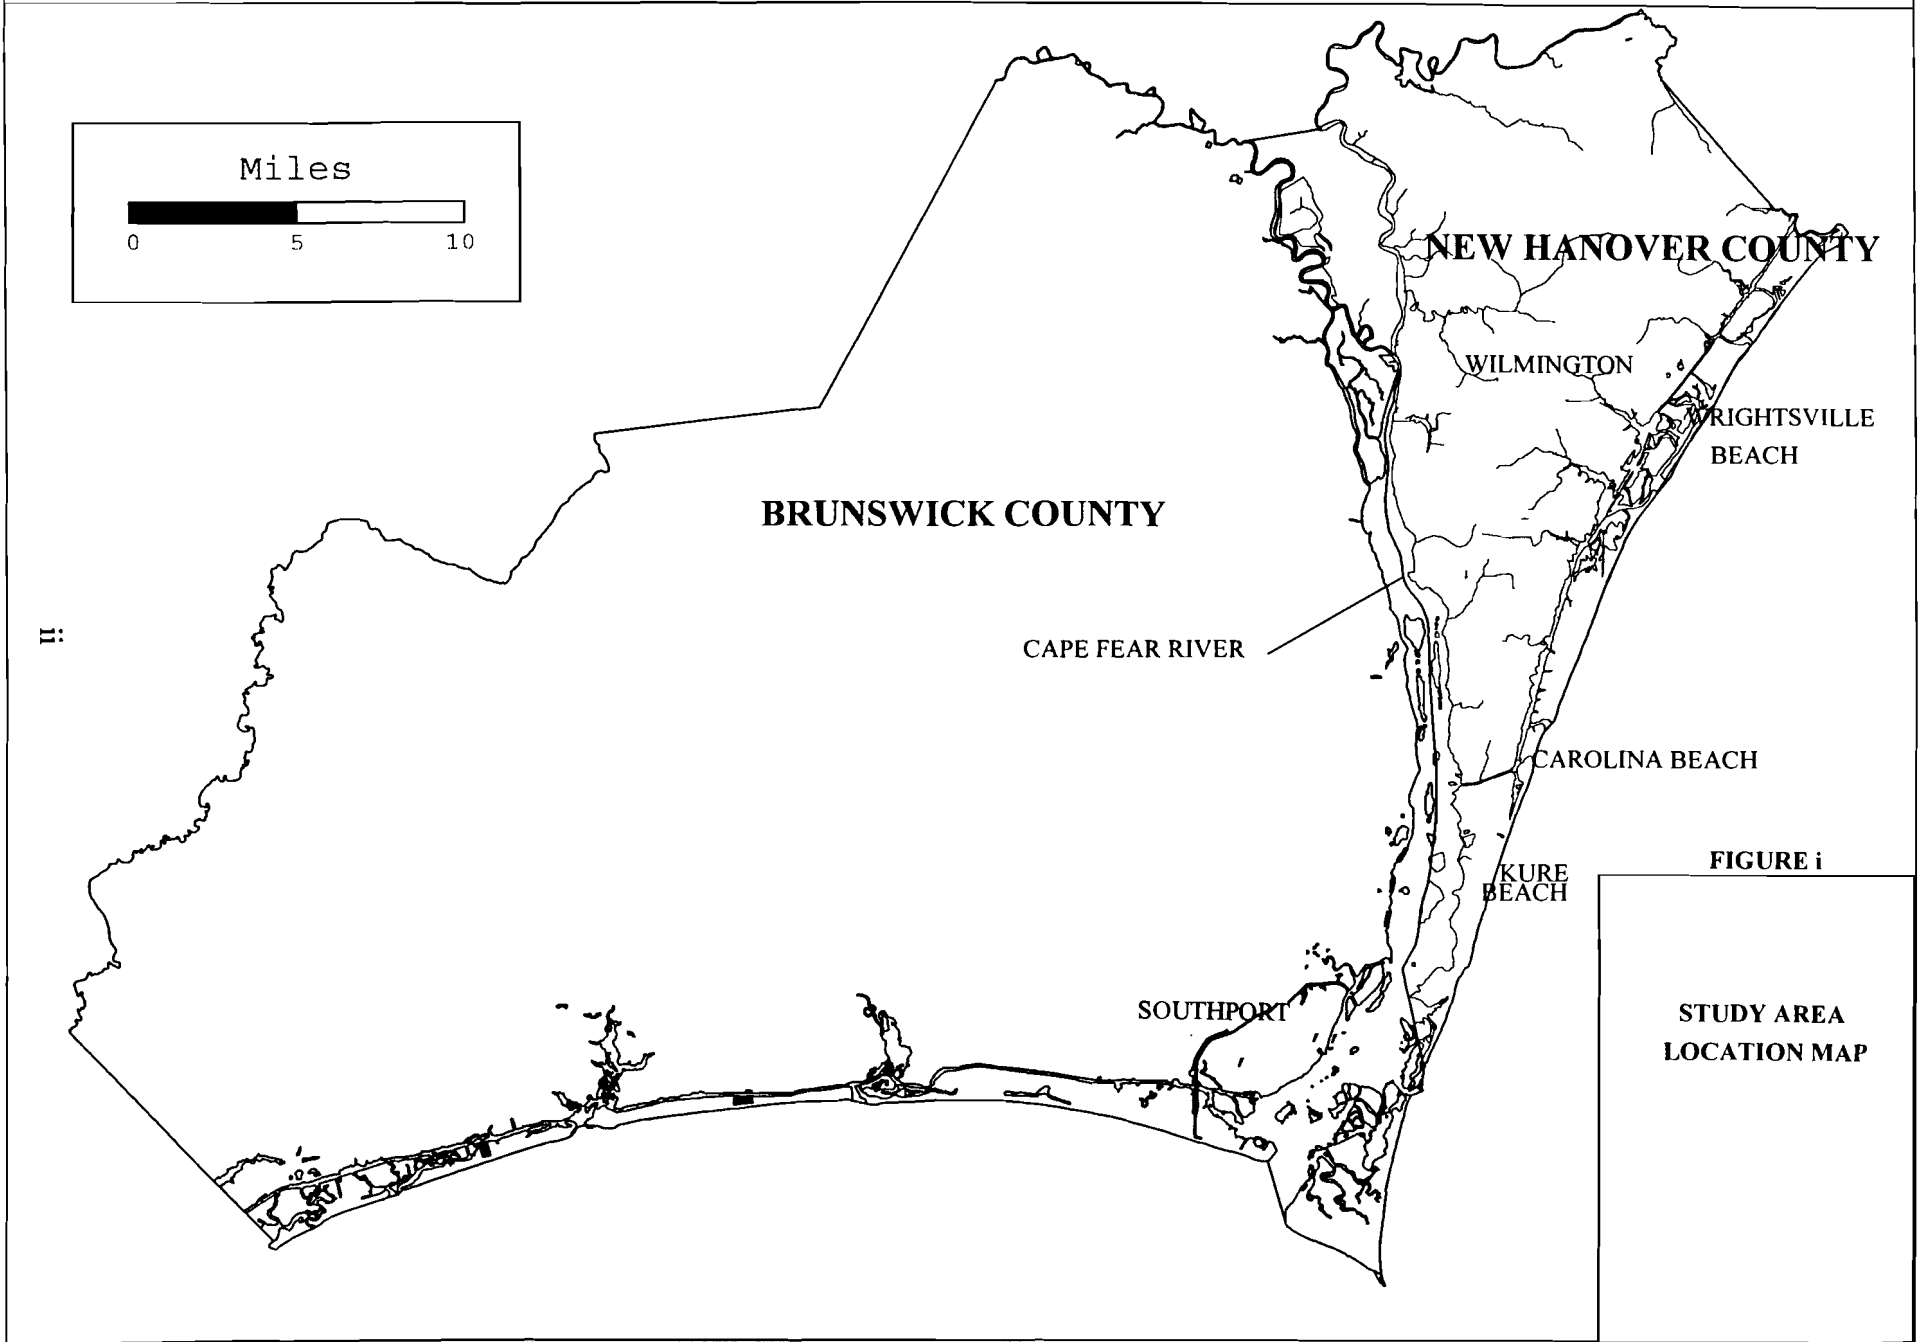 Miles
0 5 10
NEW HANOVER COUNTY
WILMINGTON
WRIGHTSVILLE
BEACH
BRUNSWICK COUNTY
CAPE FEAR RIVER
ii
CAROLINA BEACH
KURE
BEACH
SOUTHPORT
FIGURE i
STUDY AREA
LOCATION MAP